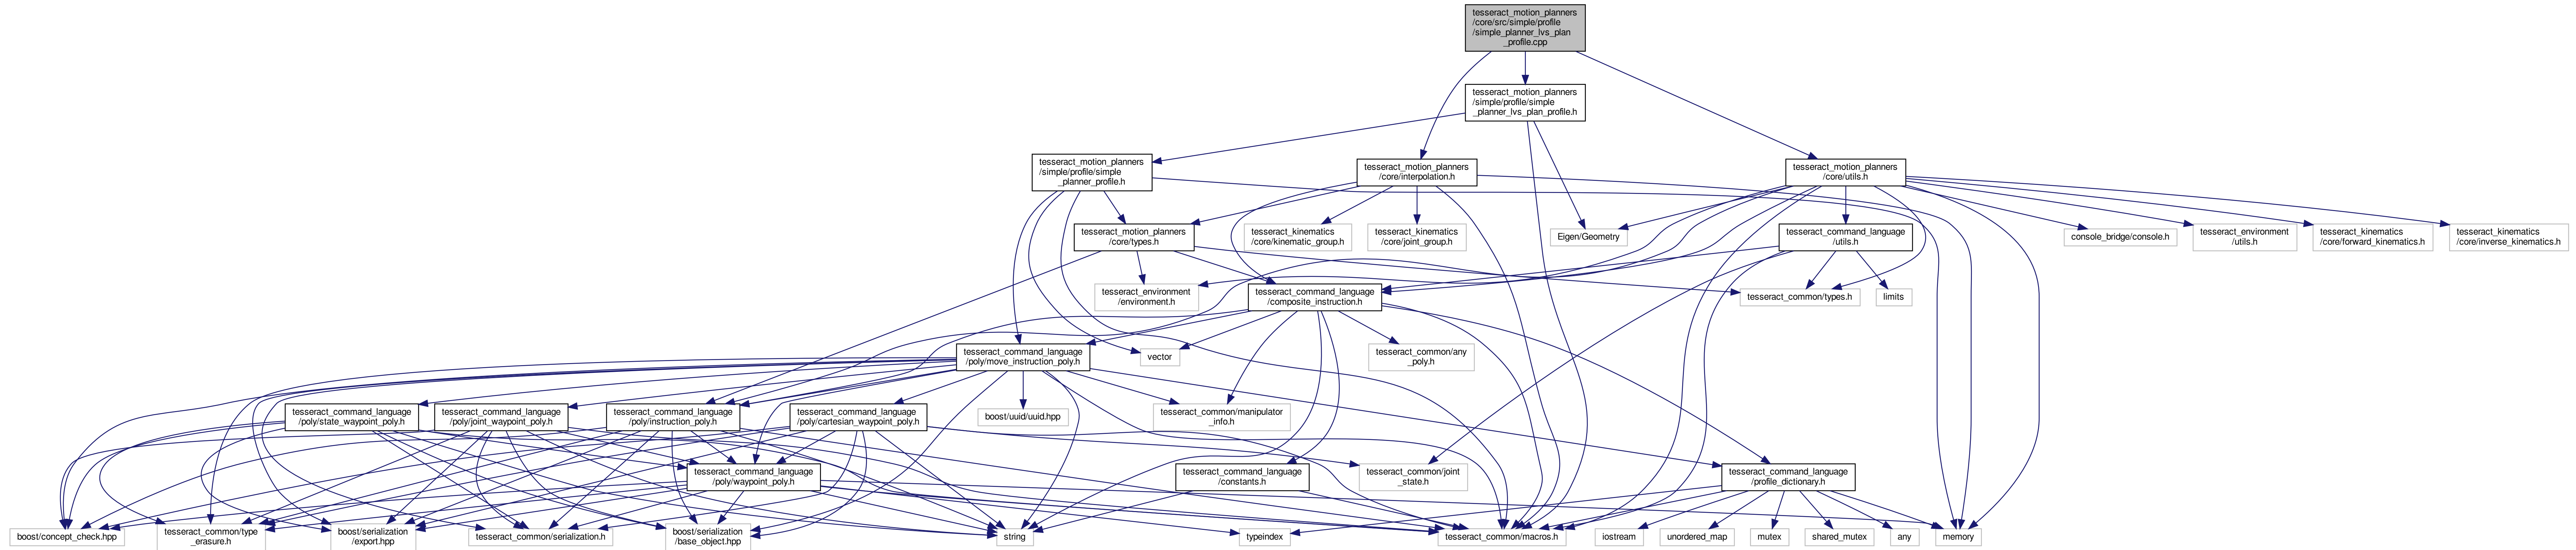 tesseract_motion_planners
/core/src/simple/profile
/simple_planner_lvs_plan
_profile.cpp
tesseract_motion_planners
/simple/profile/simple
_planner_lvs_plan_profile.h
tesseract_motion_planners
/simple/profile/simple
_planner_profile.h
tesseract_motion_planners
/core/interpolation.h
tesseract_motion_planners
/core/utils.h
tesseract_motion_planners
/core/types.h
tesseract_kinematics
/core/kinematic_group.h
tesseract_kinematics
/core/joint_group.h
Eigen/Geometry
tesseract_command_language
/utils.h
console_bridge/console.h
tesseract_environment
/utils.h
tesseract_kinematics
/core/forward_kinematics.h
tesseract_kinematics
/core/inverse_kinematics.h
tesseract_environment
/environment.h
tesseract_command_language
/composite_instruction.h
tesseract_common/types.h
limits
tesseract_command_language
/poly/move_instruction_poly.h
vector
tesseract_common/any
_poly.h
tesseract_command_language
/poly/state_waypoint_poly.h
tesseract_command_language
/poly/joint_waypoint_poly.h
tesseract_command_language
/poly/instruction_poly.h
tesseract_command_language
/poly/cartesian_waypoint_poly.h
boost/uuid/uuid.hpp
tesseract_common/manipulator
_info.h
tesseract_command_language
/poly/waypoint_poly.h
tesseract_command_language
/constants.h
tesseract_common/joint
_state.h
tesseract_command_language
/profile_dictionary.h
boost/concept_check.hpp
tesseract_common/type
_erasure.h
boost/serialization
/export.hpp
tesseract_common/serialization.h
boost/serialization
/base_object.hpp
string
typeindex
tesseract_common/macros.h
iostream
unordered_map
mutex
shared_mutex
any
memory